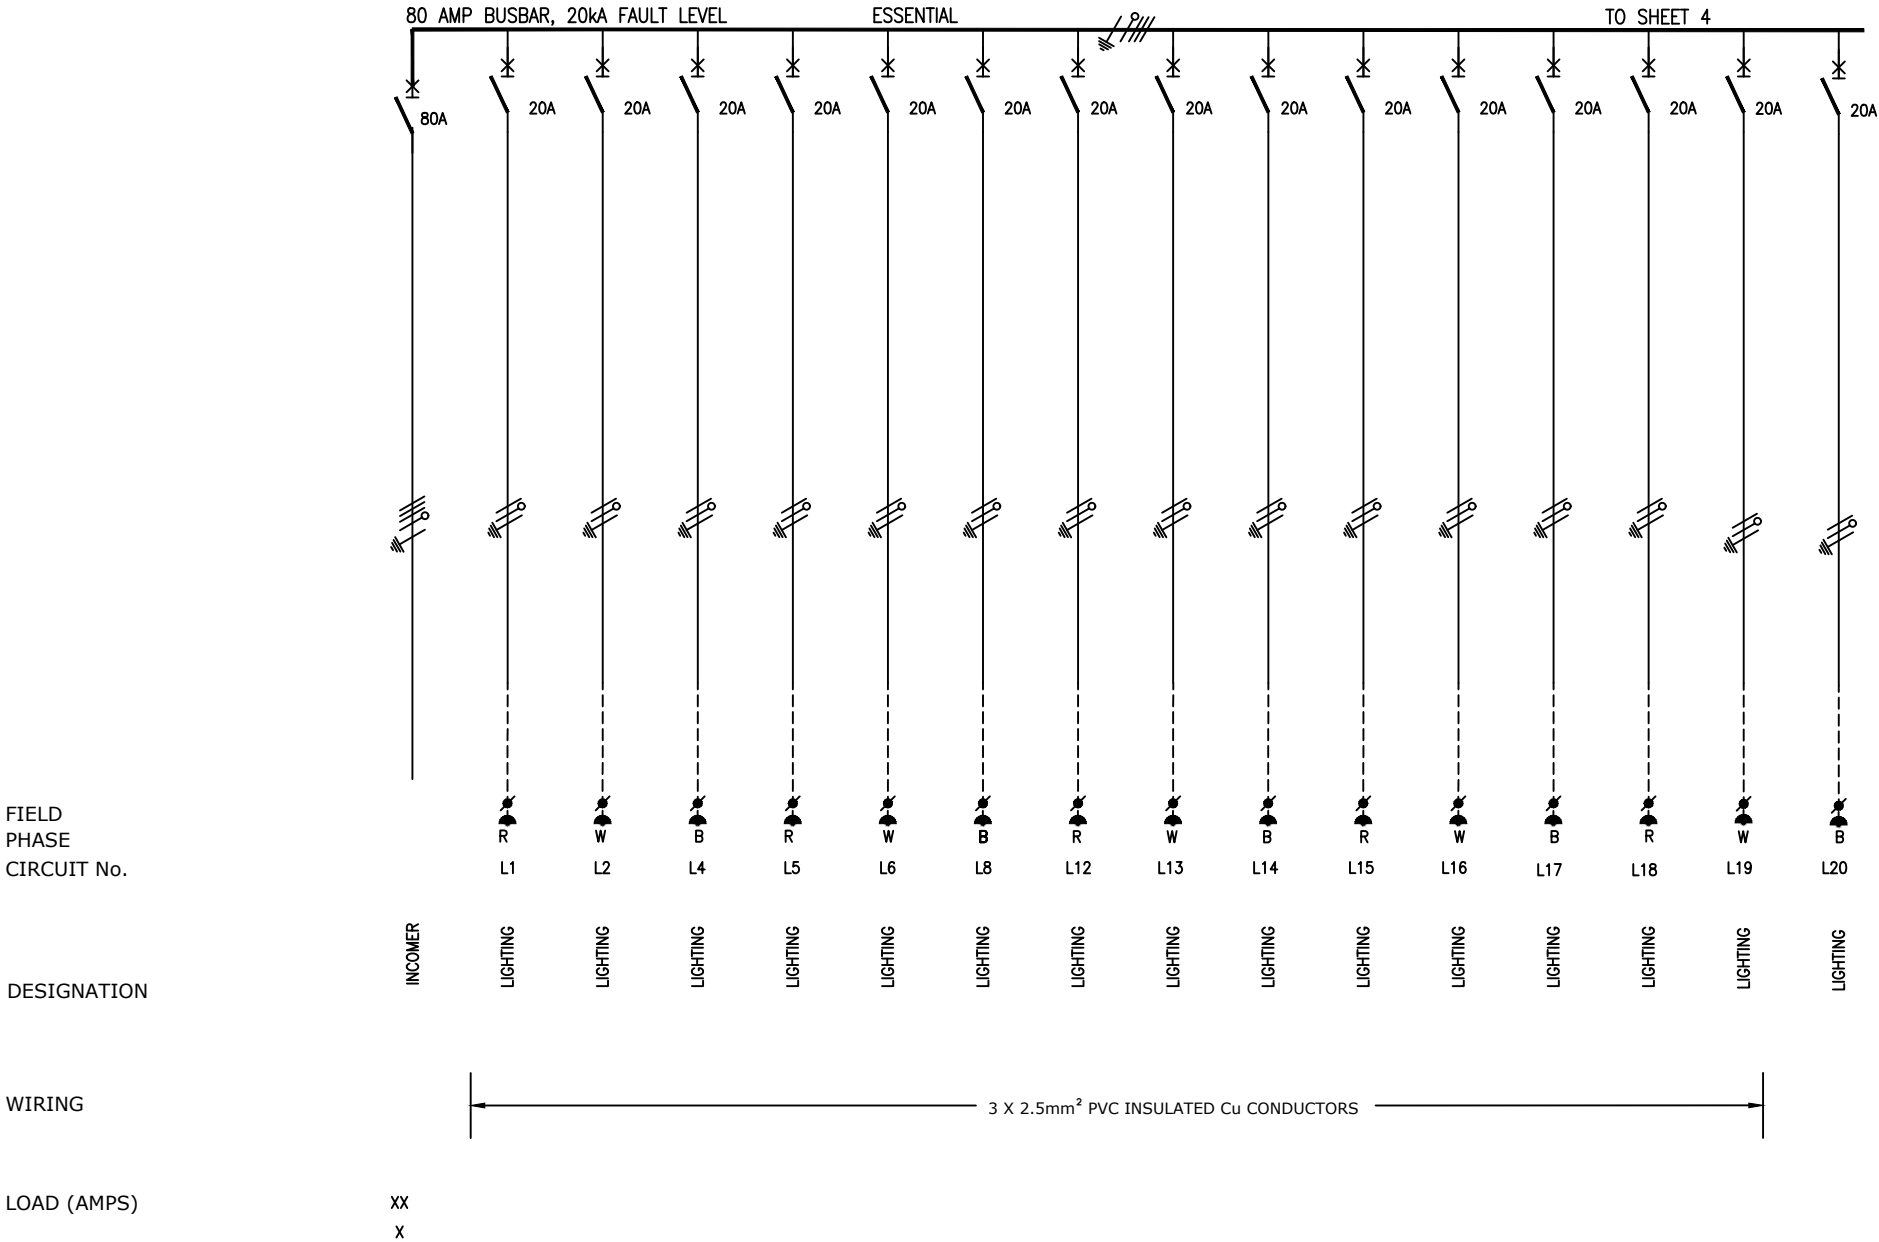 80 AMP BUSBAR, 20kA FAULT LEVEL ESSENTIAL TO SHEET 4
80A 20A 20A 20A 20A 20A 20A 20A 20A 20A 20A 20A 20A 20A 20A 20A
FIELD
PHASE R W B R W B R W B R W B R W B
CIRCUIT No. L1 L2 L4 L5 L6 L8 L12 L13 L14 L15 L16 L17 L18 L19 L20
DESIGNATION INCOMER LIGHTING LIGHTING LIGHTING LIGHTING LIGHTING LIGHTING LIGHTING LIGHTING LIGHTING LIGHTING LIGHTING LIGHTING LIGHTING LIGHTING LIGHTING
WIRING 3 X 2.5mm² PVC INSULATED Cu CONDUCTORS
LOAD (AMPS) XX
X